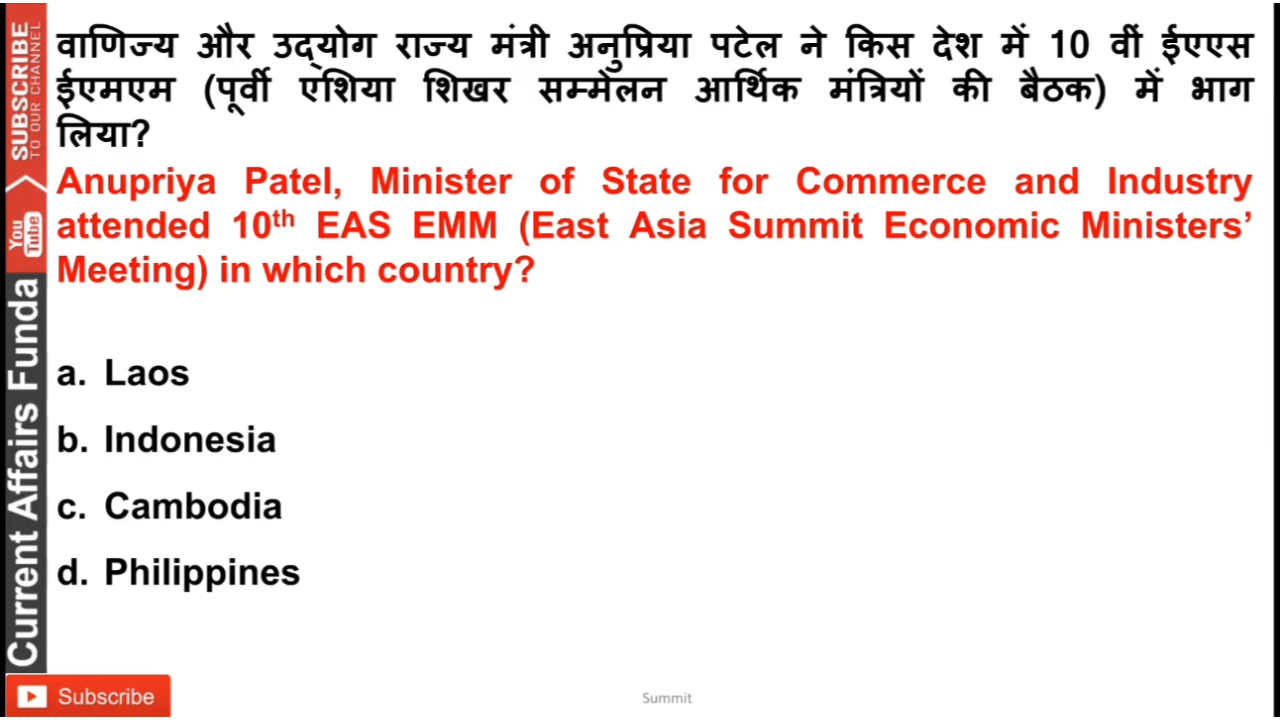 वाणिज्य और उद्योग राज्य मंत्री अनुप्रिया पटेल ने किस देश में 10 वीं ईएएस
ईएमएम (पूर्वी एशिया शिखर सम्मेलन आर्थिक मंत्रियों की बैठक) में भाग
लिया?
Anupriya Patel, Minister of State for Commerce and Industry
attended 10th EAS EMM (East Asia Summit Economic Ministers’
Meeting) in which country?
a. Laos
b. Indonesia
c. Cambodia
d. Philippines
SUBSCRIBE
TO OUR CHANNEL
You
Tube
Current Affairs Funda
Subscribe
Summit